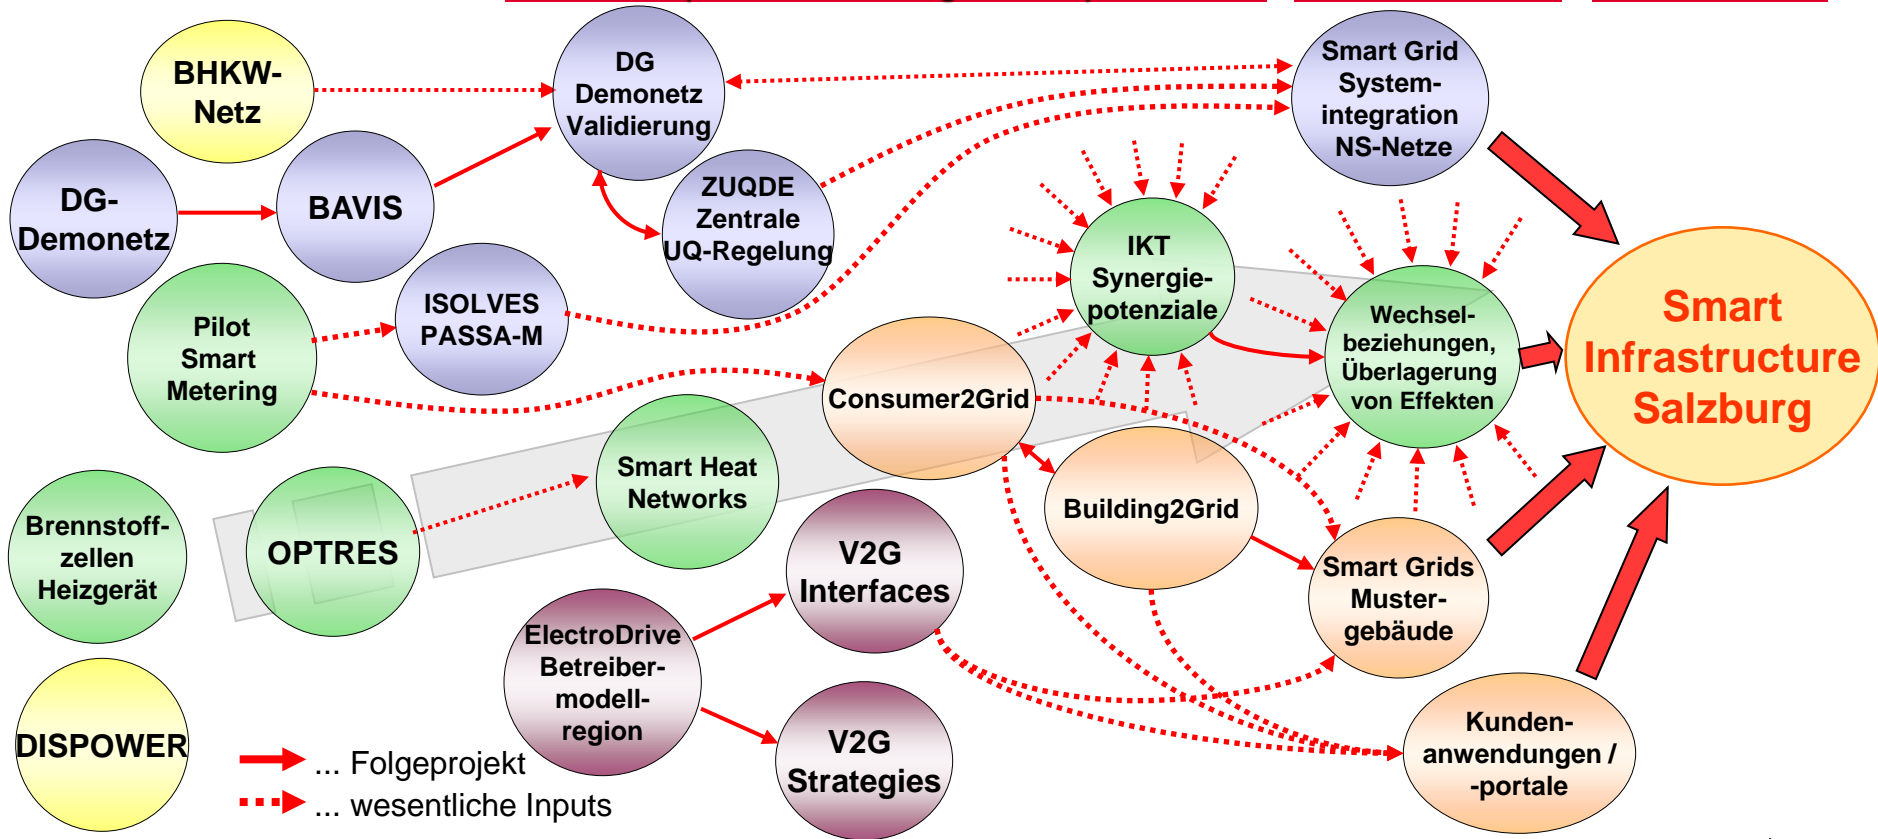 BHKW-
Netz
DG
Demonetz
Validierung
Smart Grid
System-
integration
NS-Netze
DG-
Demonetz
BAVIS
ZUQDE
Zentrale
UQ-Regelung
IKT
Synergie-
potenziale
Pilot
Smart
Metering
ISOLVES
PASSA-M
Wechsel-
beziehungen,
Überlagerung
von Effekten
Smart
Infrastructure
Salzburg
Consumer2Grid
Smart Heat
Networks
Building2Grid
Brennstoff-
zellen
Heizgerät
OPTRES
V2G
Interfaces
Smart Grids
Muster-
gebäude
ElectroDrive
Betreiber-
modell-
region
DISPOWER
V2G
Strategies
Kunden-
anwendungen /
-portale
... Folgeprojekt
... wesentliche Inputs